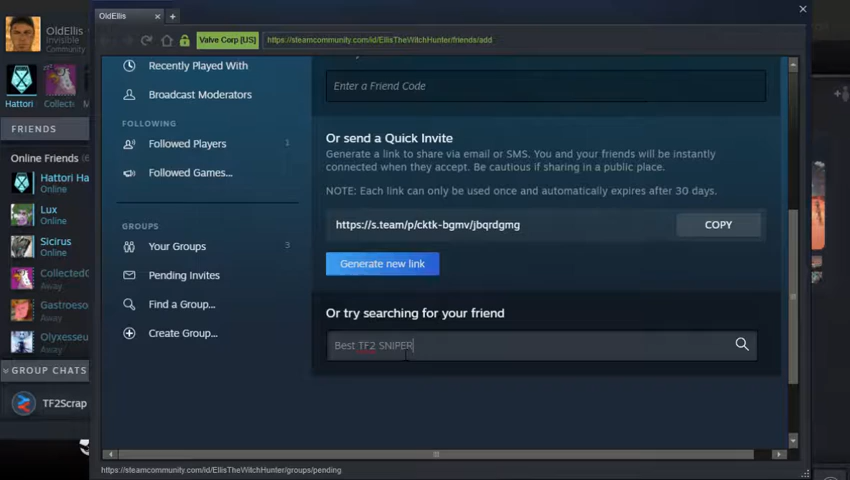 OldEllis
Valve Corp [US]
https://steamcommunity.com/id/EllisTheWitchHunter/friends/add
OldEllis
Invisible
Community
Hattori
Collect
FRIENDS
Online Friends
Hattori Ha
Online
Lux
Online
Sicirus
Online
CollectedC
Away
Gastroeso
Away
Olyxesseu
Away
GROUP CHATS
TF2Scrap
Recently Played With
Broadcast Moderators
FOLLOWING
Followed Players 1
Followed Games...
GROUPS
Your Groups 3
Pending Invites
Find a Group...
Create Group...
Enter a Friend Code
Or send a Quick Invite
Generate a link to share via email or SMS. You and your friends will be instantly
connected when they accept. Be cautious if sharing in a public place.
NOTE: Each link can only be used once and automatically expires after 30 days.
https://s.team/p/cktk-bgmv/jbqrdgmg
COPY
Generate new link
Or try searching for your friend
Best TF2 SNIPER
https://steamcommunity.com/id/EllisTheWitchHunter/groups/pending